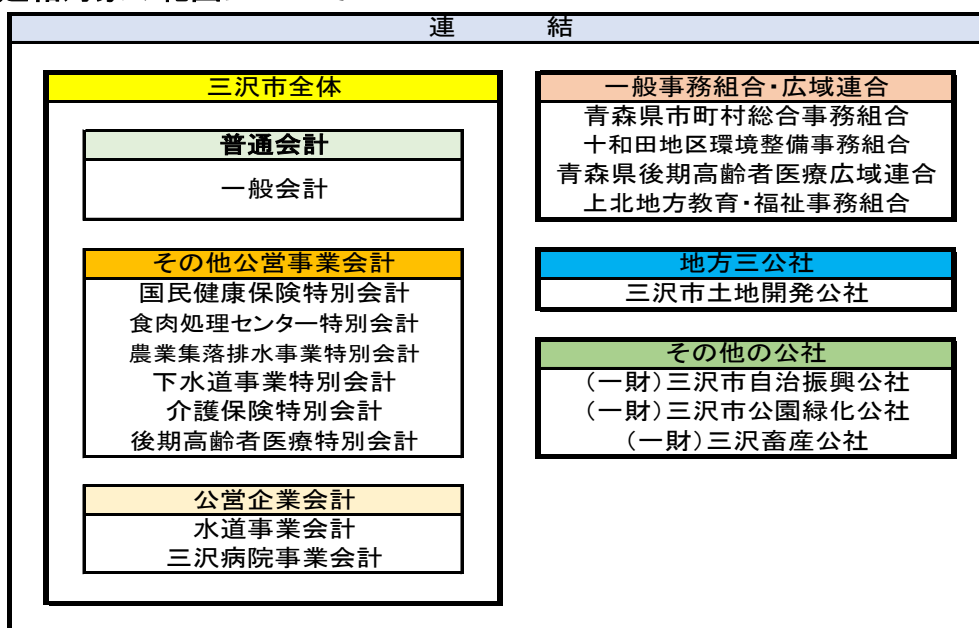 連　　　結
三沢市全体
普通会計
一般会計
その他公営事業会計
国民健康保険特別会計
食肉処理センター特別会計
農業集落排水事業特別会計
下水道事業特別会計
介護保険特別会計
後期高齢者医療特別会計
公営企業会計
水道事業会計
三沢病院事業会計
一般事務組合・広域連合
青森県市町村総合事務組合
十和田地区環境整備事務組合
青森県後期高齢者医療広域連合
上北地方教育・福祉事務組合
地方三公社
三沢市土地開発公社
その他の公社
（一財）三沢市自治振興公社
（一財）三沢市公園緑化公社
（一財）三沢畜産公社